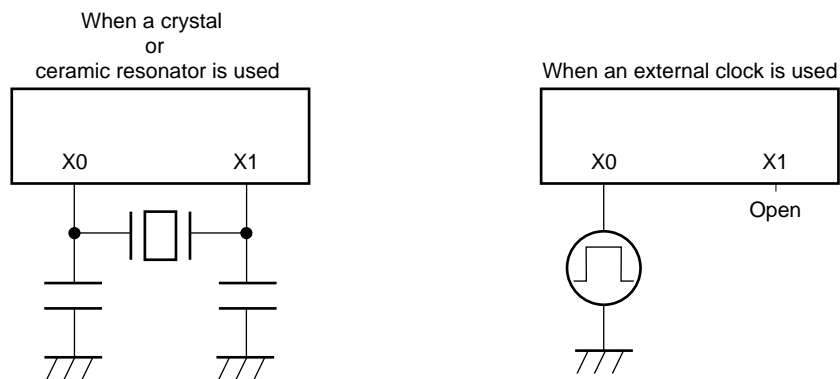 When a crystal
or
ceramic resonator is used
X0
X1
When an external clock is used
X0
X1
Open